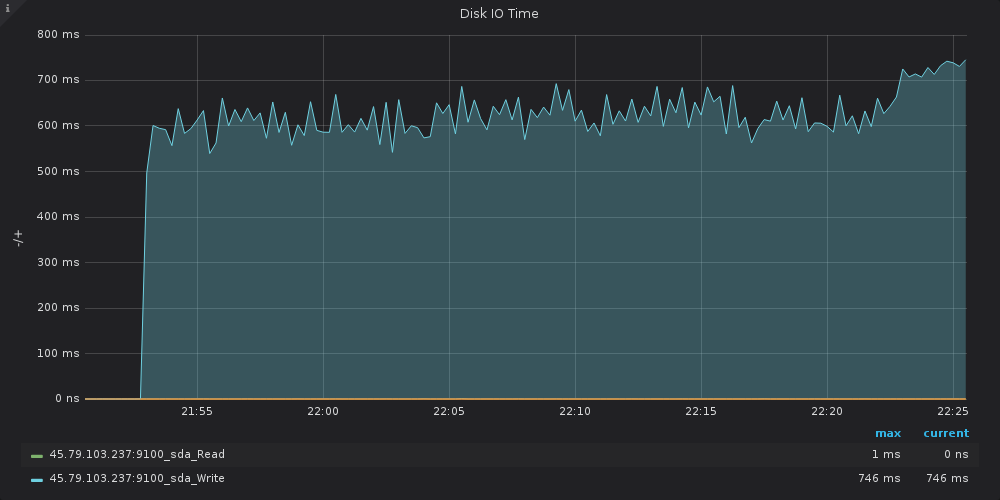 i
Disk IO Time
800 ms
700 ms
600 ms
500 ms
400 ms
300 ms
200 ms
100 ms
0 ns
-/+
21:55 22:00 22:05 22:10 22:15 22:20 22:25
max current
45.79.103.237:9100_sda_Read 1 ms 0 ns
45.79.103.237:9100_sda_Write 746 ms 746 ms